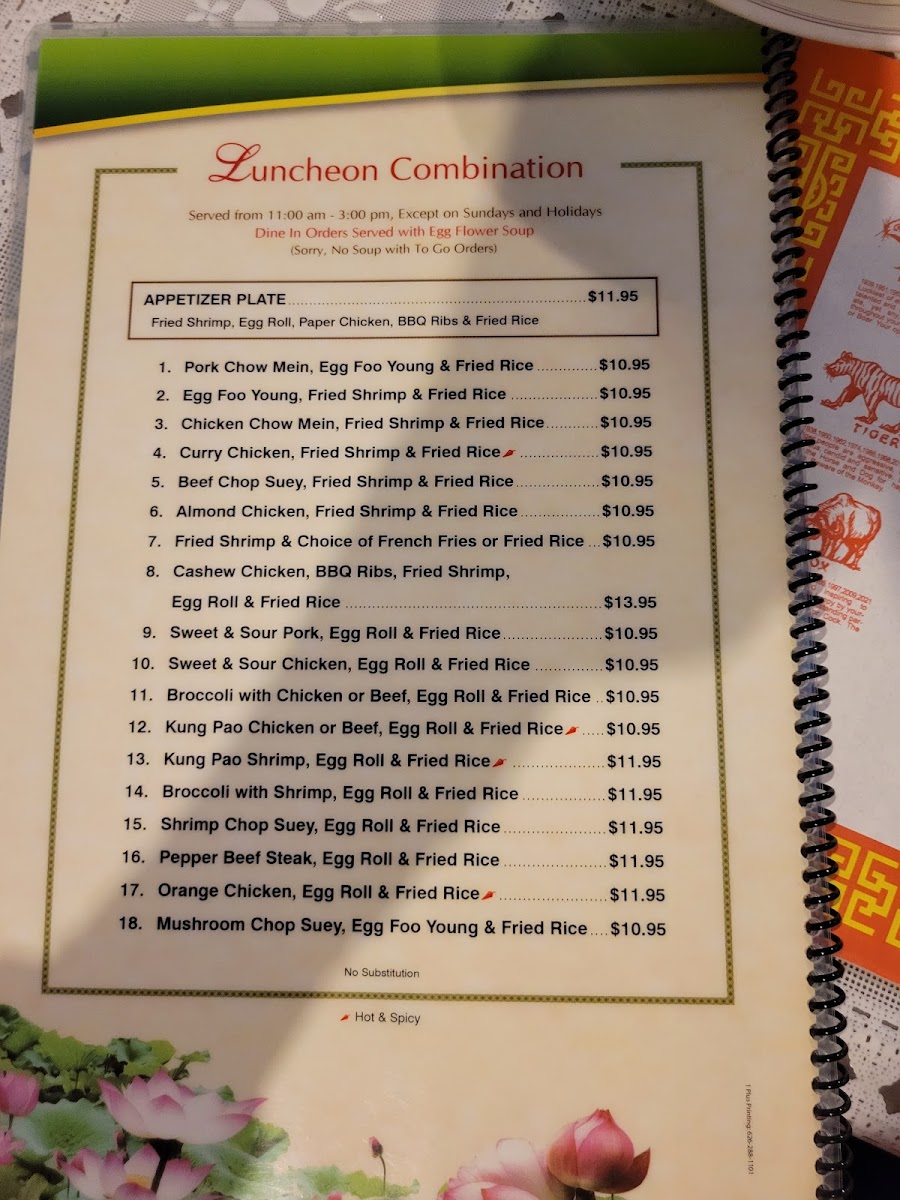 Luncheon Combination
Served from 11:00 am - 3:00 pm, Except on Sundays and Holidays
Dine In Orders Served with Egg Flower Soup
(Sorry, No Soup with To Go Orders)
APPETIZER PLATE $11.95
Fried Shrimp, Egg Roll, Paper Chicken, BBQ Ribs & Fried Rice
1. Pork Chow Mein, Egg Foo Young & Fried Rice $10.95
2. Egg Foo Young, Fried Shrimp & Fried Rice $10.95
3. Chicken Chow Mein, Fried Shrimp & Fried Rice $10.95
4. Curry Chicken, Fried Shrimp & Fried Rice $10.95
5. Beef Chop Suey, Fried Shrimp & Fried Rice $10.95
6. Almond Chicken, Fried Shrimp & Fried Rice $10.95
7. Fried Shrimp & Choice of French Fries or Fried Rice $10.95
8. Cashew Chicken, BBQ Ribs, Fried Shrimp,
Egg Roll & Fried Rice $13.95
9. Sweet & Sour Pork, Egg Roll & Fried Rice $10.95
10. Sweet & Sour Chicken, Egg Roll & Fried Rice $10.95
11. Broccoli with Chicken or Beef, Egg Roll & Fried Rice $10.95
12. Kung Pao Chicken or Beef, Egg Roll & Fried Rice $10.95
13. Kung Pao Shrimp, Egg Roll & Fried Rice $11.95
14. Broccoli with Shrimp, Egg Roll & Fried Rice $11.95
15. Shrimp Chop Suey, Egg Roll & Fried Rice $11.95
16. Pepper Beef Steak, Egg Roll & Fried Rice $11.95
17. Orange Chicken, Egg Roll & Fried Rice $11.95
18. Mushroom Chop Suey, Egg Foo Young & Fried Rice $10.95
No Substitution
Hot & Spicy
1 Plus Printing: 626-288-1101
TIGER
OX